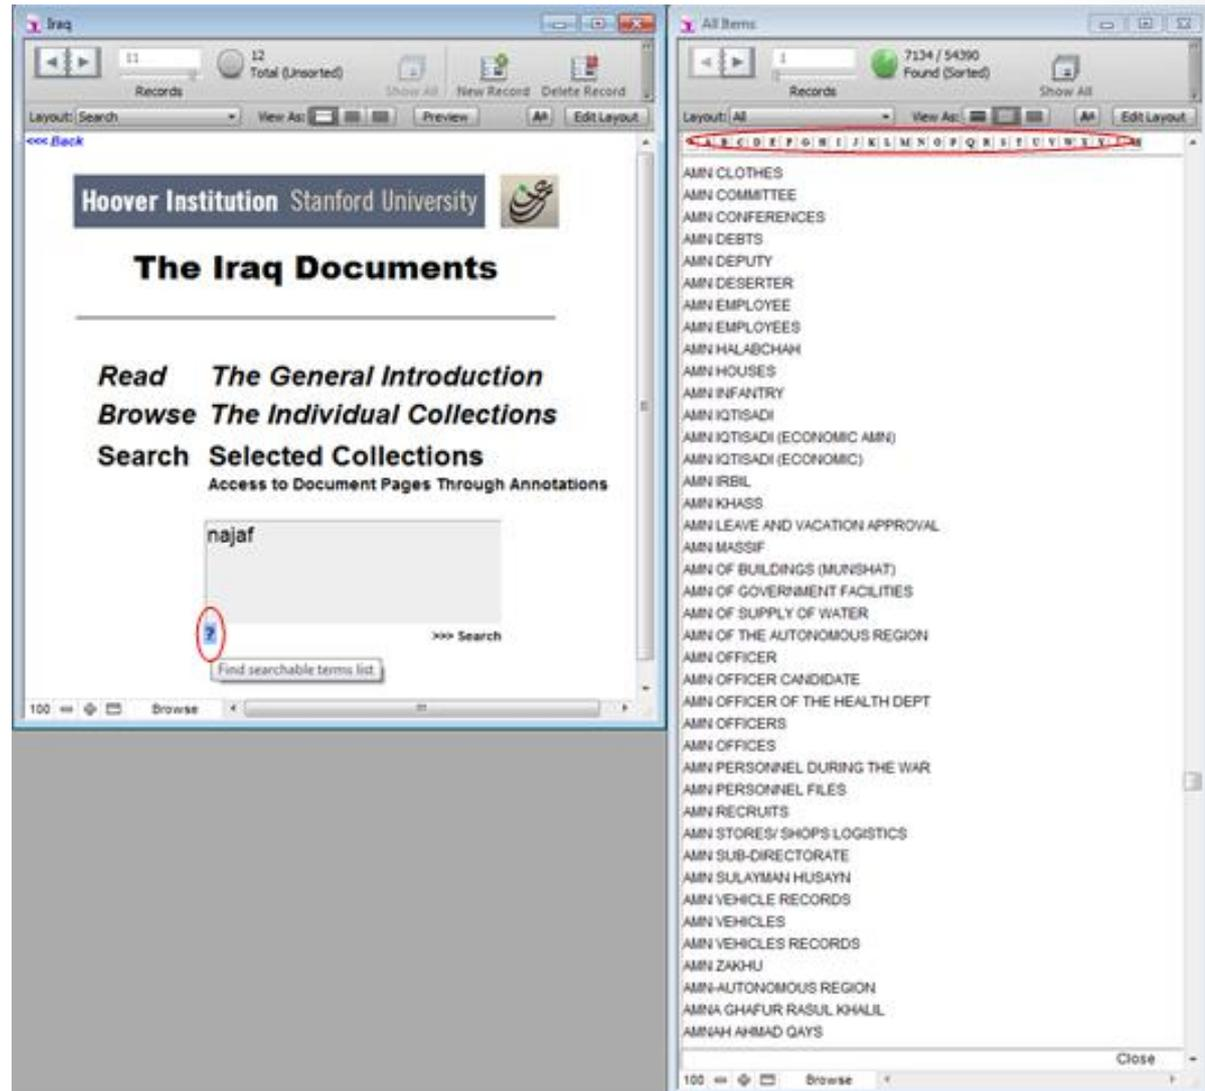 Iraq
11
12
Total (Unsorted)
Records
Show All
New Record
Delete Record
Layout: Search
View As:
Preview
Aa
Edit Layout
<<< Back
Hoover Institution Stanford University
The Iraq Documents
Read The General Introduction
Browse The Individual Collections
Search Selected Collections
Access to Document Pages Through Annotations
najaf
?
>>> Search
Find searchable terms list
100
Browse
All Items
1
7134 / 54390
Found (Sorted)
Records
Show All
Layout: All
View As:
Aa
Edit Layout
A B C D E F G H I J K L M N O P Q R S T U V W X Y
AMN CLOTHES
AMN COMMITTEE
AMN CONFERENCES
AMN DEBTS
AMN DEPUTY
AMN DESERTER
AMN EMPLOYEE
AMN EMPLOYEES
AMN HALABCHAH
AMN HOUSES
AMN INFANTRY
AMN IQTISADI
AMN IQTISADI (ECONOMIC AMN)
AMN IQTISADI (ECONOMIC)
AMN IRBIL
AMN KHASS
AMN LEAVE AND VACATION APPROVAL
AMN MASSIF
AMN OF BUILDINGS (MUNSHAT)
AMN OF GOVERNMENT FACILITIES
AMN OF SUPPLY OF WATER
AMN OF THE AUTONOMOUS REGION
AMN OFFICER
AMN OFFICER CANDIDATE
AMN OFFICER OF THE HEALTH DEPT
AMN OFFICERS
AMN OFFICES
AMN PERSONNEL DURING THE WAR
AMN PERSONNEL FILES
AMN RECRUITS
AMN STORES/ SHOPS LOGISTICS
AMN SUB-DIRECTORATE
AMN SULAYMAN HUSAYN
AMN VEHICLE RECORDS
AMN VEHICLES
AMN VEHICLES RECORDS
AMN ZAKHU
AMN-AUTONOMOUS REGION
AMNA GHAFUR RASUL KHALIL
AMNAH AHMAD QAYS
Close
100
Browse